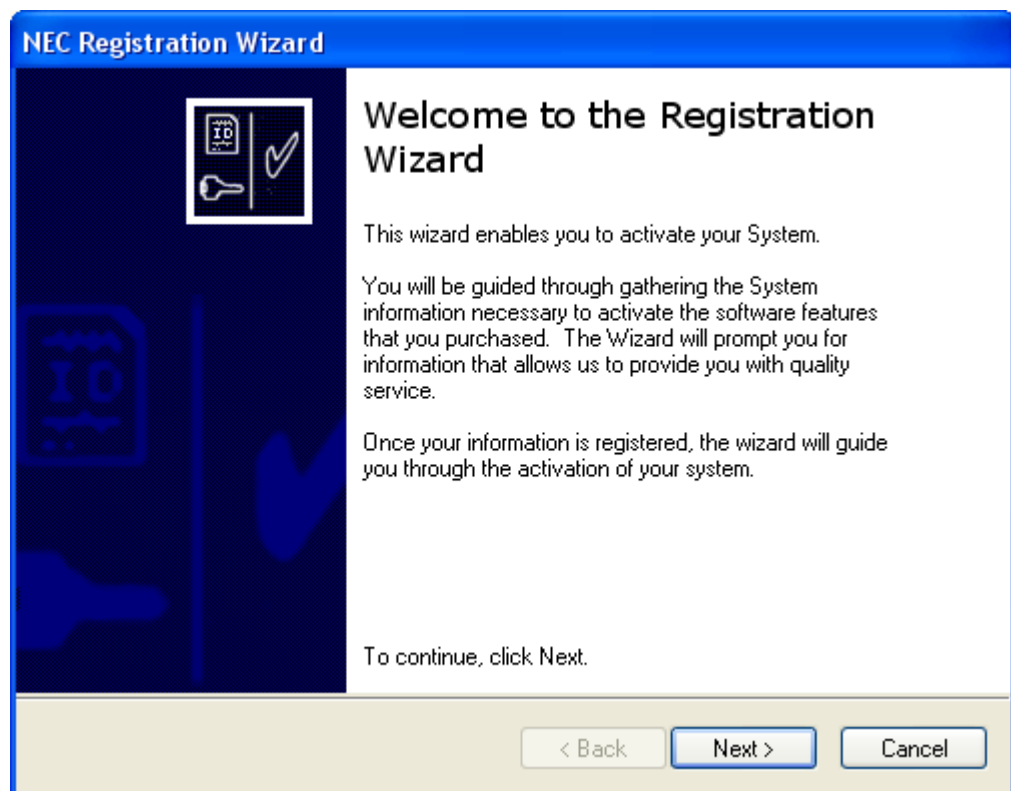 NEC Registration Wizard
ID
Welcome to the Registration
Wizard
This wizard enables you to activate your System.
You will be guided through gathering the System
information necessary to activate the software features
that you purchased.  The Wizard will prompt you for
information that allows us to provide you with quality
service.
Once your information is registered, the wizard will guide
you through the activation of your system.
ID
To continue, click Next.
< Back
Next >
Cancel